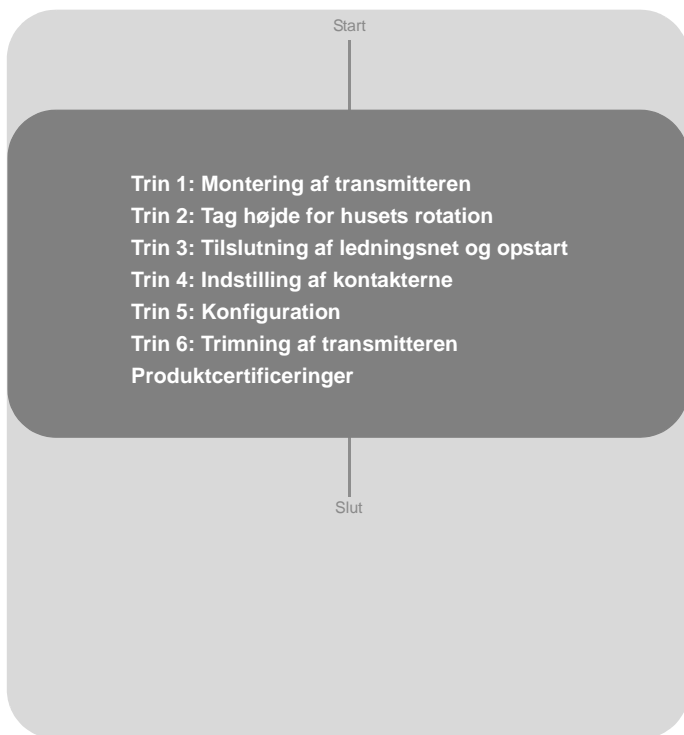 Start
Trin 1: Montering af transmitteren
Trin 2: Tag højde for husets rotation
Trin 3: Tilslutning af ledningsnet og opstart
Trin 4: Indstilling af kontakterne
Trin 5: Konfiguration
Trin 6: Trimning af transmitteren
Produktcertificeringer
Slut